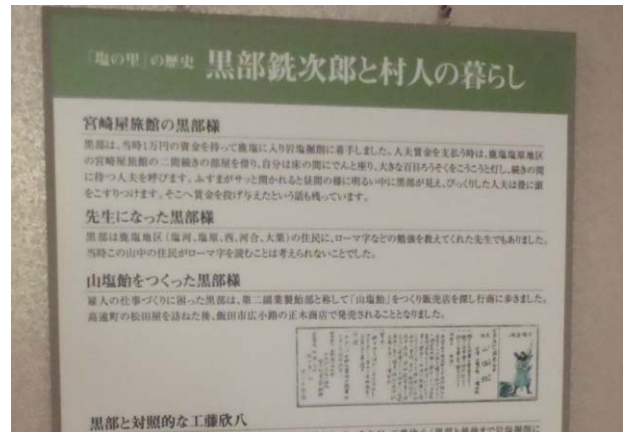 「塩の里」の歴史 黒部銑次郎と村人の暮らし
宮崎屋旅館の黒部様
黒部は、当時1万円の資金を持って鹿塩に入り岩塩掘削に着手しました。人夫賃金を支払う時は、鹿塩塩原地区
の宮崎屋旅館の二間続きの部屋を借り、自分は床の間にでんと座り、大きな百目ろうそくをこうこうと灯し、続きの間
に待つ人夫を呼びます。ふすまがサッと開かれると昼間の様に明るい中に黒部が見え、びっくりした人夫は畳に頭
をこすりつけます。そこへ賃金を投げ与えたという話も残っています。
先生になった黒部様
黒部は鹿塩地区(塩河、塩原、西、河合、大栗)の住民に、ローマ字などの勉強を教えてくれた先生でもありました。
当時この山中の住民がローマ字を読むことは考えられないことでした。
山塩飴をつくった黒部様
雇人の仕事づくりに困った黒部は、第二副業製飴部と称して「山塩飴」をつくり販売店を探し行商に歩きました。
高遠町の松田屋を訪ねた後、飯田市広小路の正木商店で発売されることとなりました。
黒部と対照的な工藤欣八